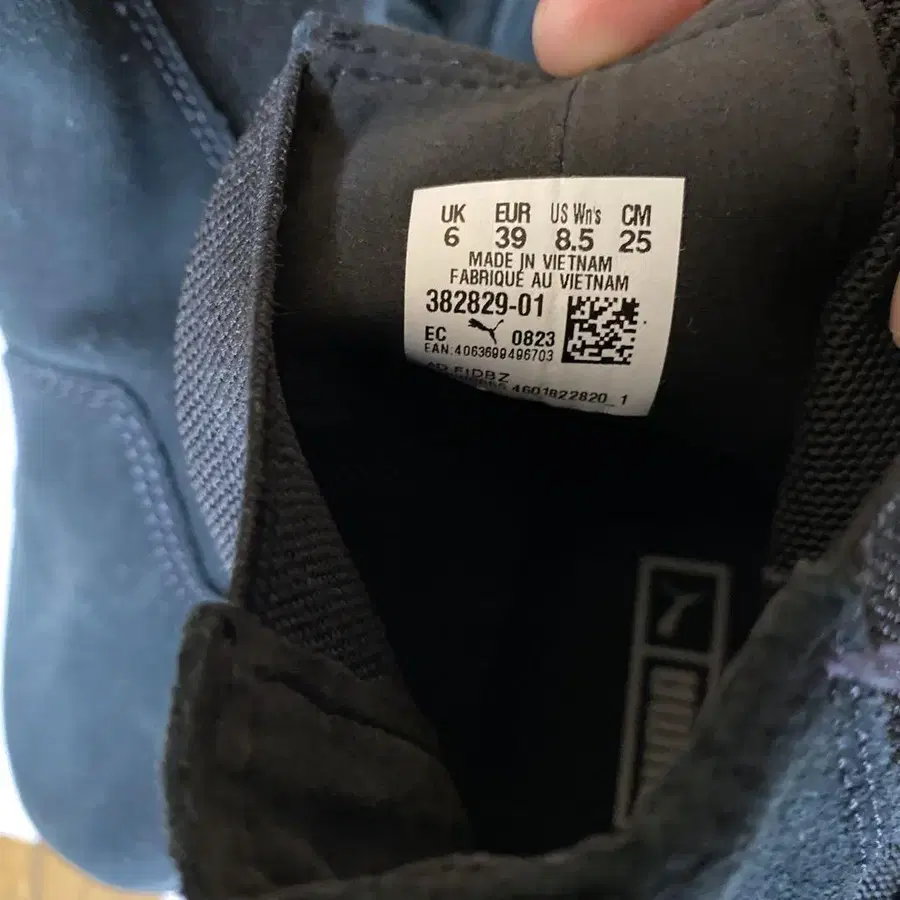 UK EUR US Wn's CM
6 39 8.5 25
MADE IN VIETNAM
FABRIQUÉ AU VIETNAM
382829-01
EC 0823
EAN:4063699496703
4601822820_1